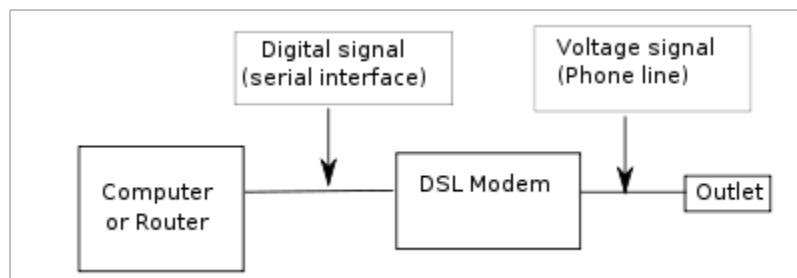 Digital signal
(serial interface)
Voltage signal
(Phone line)
Computer
or Router
DSL Modem
Outlet